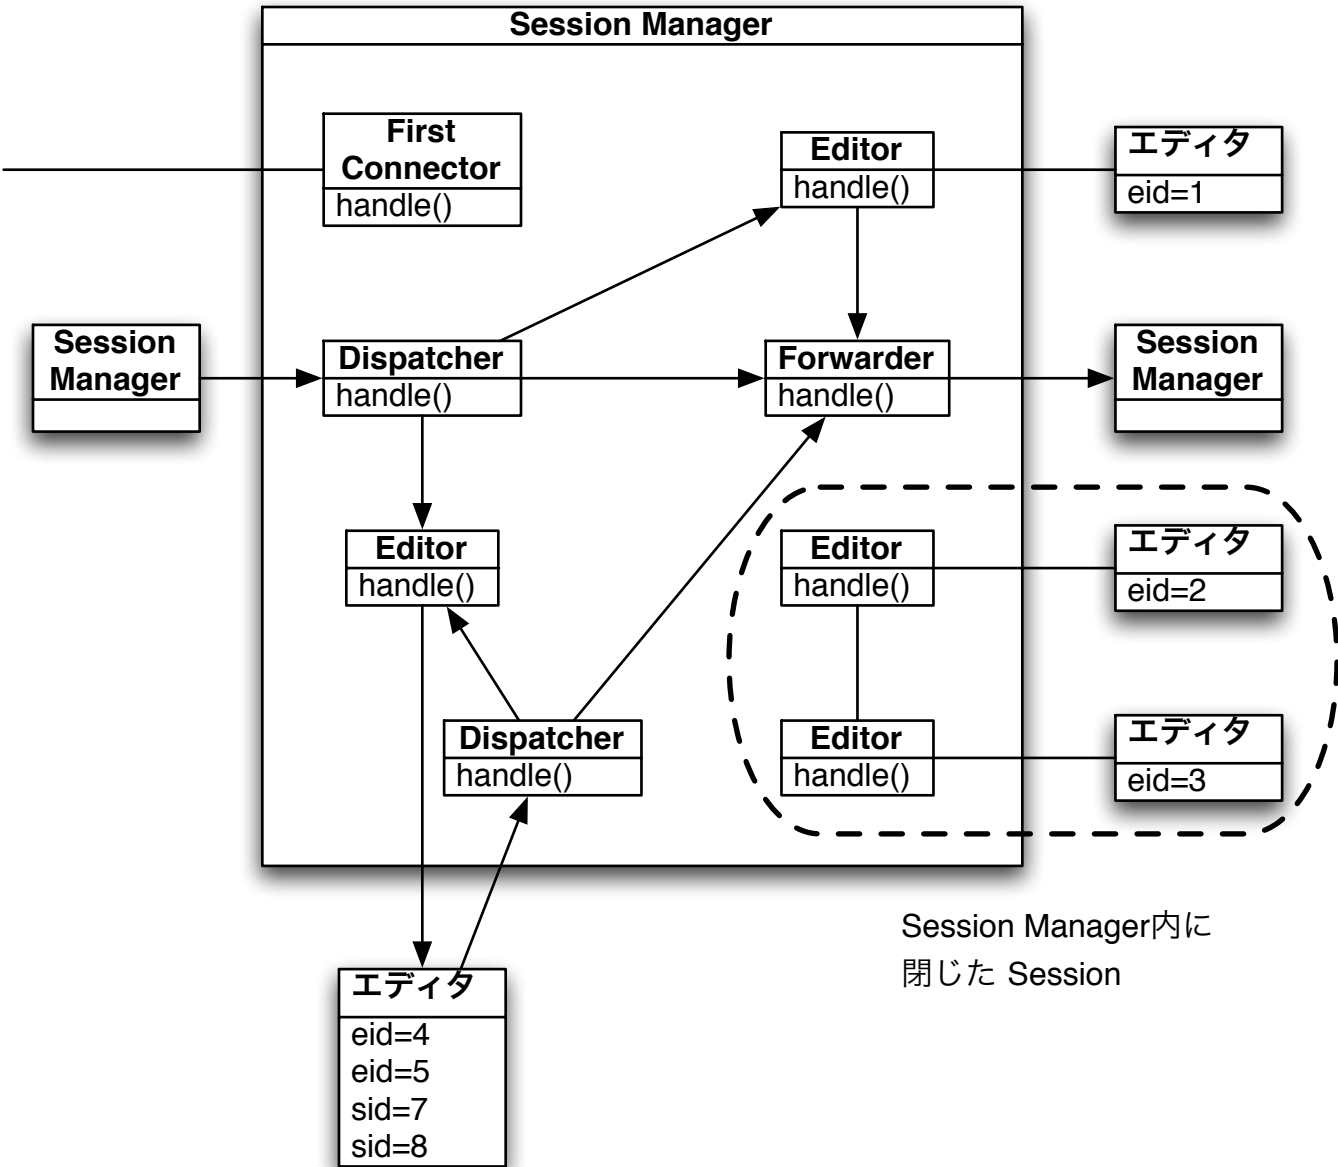 Session Manager
First
Connector
handle()
Editor
handle()
エディタ
eid=1
Session
Manager
Dispatcher
handle()
Forwarder
handle()
Session
Manager
Editor
handle()
Editor
handle()
エディタ
eid=2
Dispatcher
handle()
Editor
handle()
エディタ
eid=3
Session Manager内に
閉じた Session
エディタ
eid=4
eid=5
sid=7
sid=8